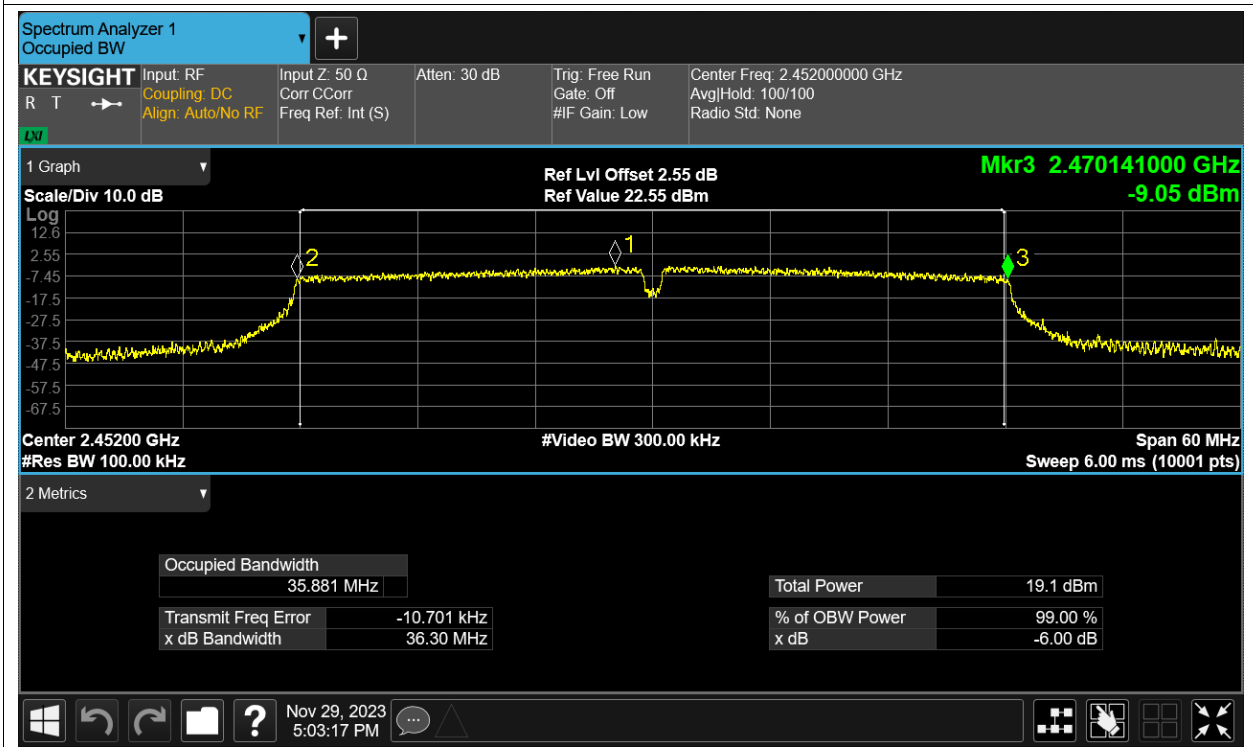 Spectrum Analyzer 1
Occupied BW
KEYSIGHT
R T
LXI
Input: RF
Coupling: DC
Align: Auto/No RF
Input Z: 50 Ω
Corr CCorr
Freq Ref: Int (S)
Atten: 30 dB
Trig: Free Run
Gate: Off
#IF Gain: Low
Center Freq: 2.452000000 GHz
Avg|Hold: 100/100
Radio Std: None
1 Graph
Scale/Div 10.0 dB
Ref Lvl Offset 2.55 dB
Ref Value 22.55 dBm
Mkr3 2.470141000 GHz
-9.05 dBm
Log
12.6
2.55
-7.45
-17.5
-27.5
-37.5
-47.5
-57.5
-67.5
2
1
3
Center 2.45200 GHz
#Res BW 100.00 kHz
#Video BW 300.00 kHz
Span 60 MHz
Sweep 6.00 ms (10001 pts)
2 Metrics
Occupied Bandwidth
35.881 MHz
Transmit Freq Error -10.701 kHz
x dB Bandwidth 36.30 MHz
Total Power 19.1 dBm
% of OBW Power 99.00 %
x dB -6.00 dB
?
Nov 29, 2023
5:03:17 PM